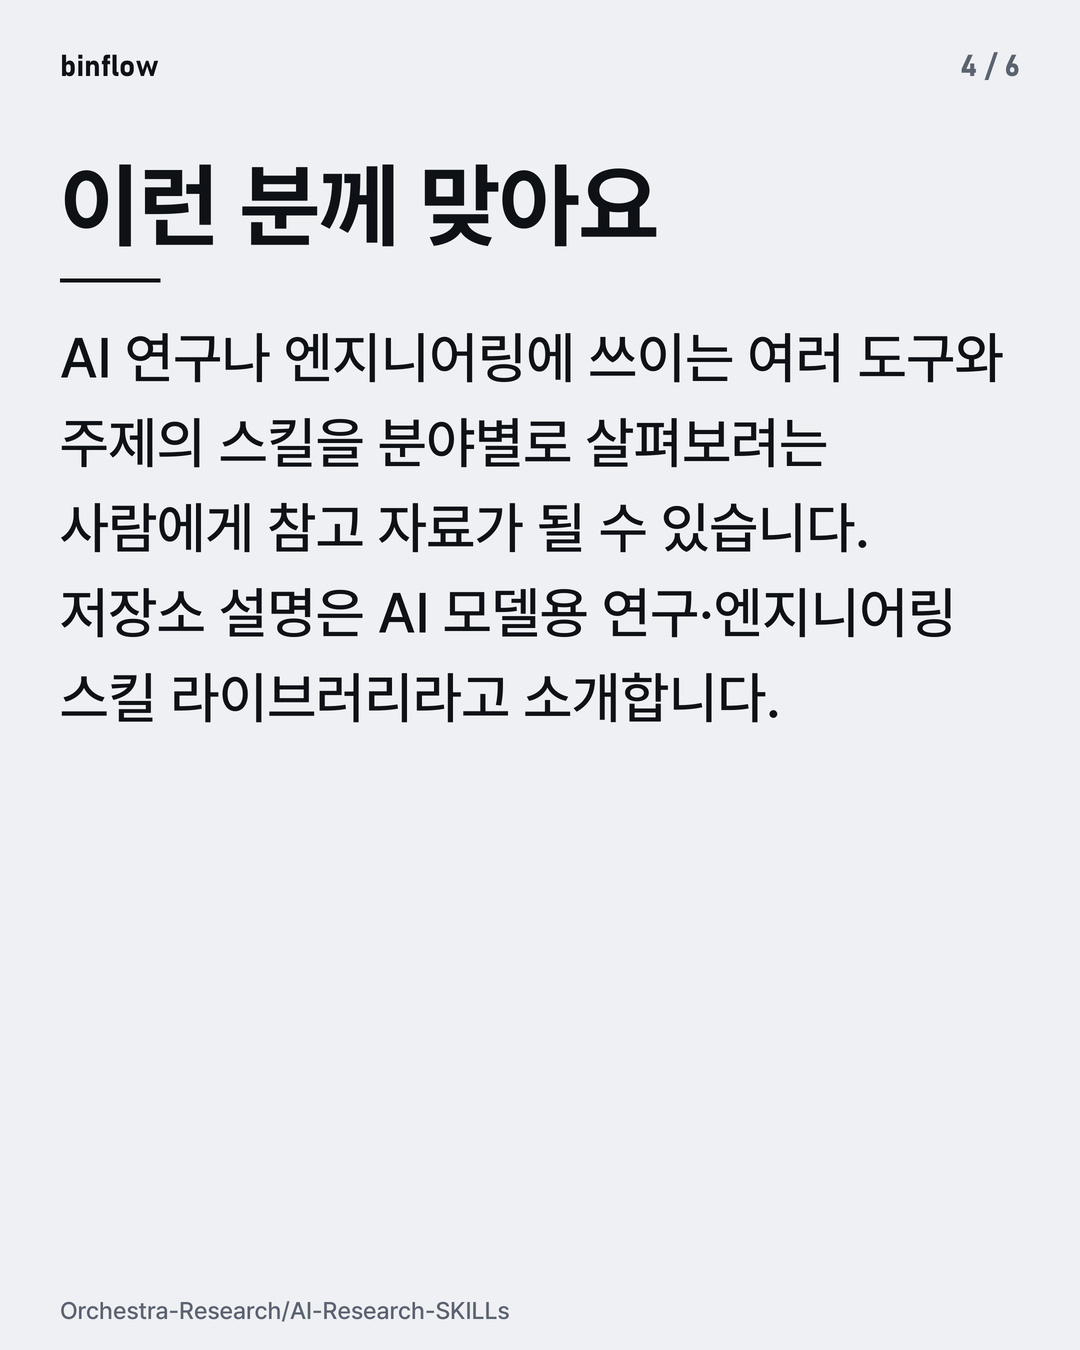 binflow
4 / 6
이런 분께 맞아요
AI 연구나 엔지니어링에 쓰이는 여러 도구와
주제의 스킬을 분야별로 살펴보려는
사람에게 참고 자료가 될 수 있습니다.
저장소 설명은 AI 모델용 연구·엔지니어링
스킬 라이브러리라고 소개합니다.
Orchestra-Research/AI-Research-SKILLs